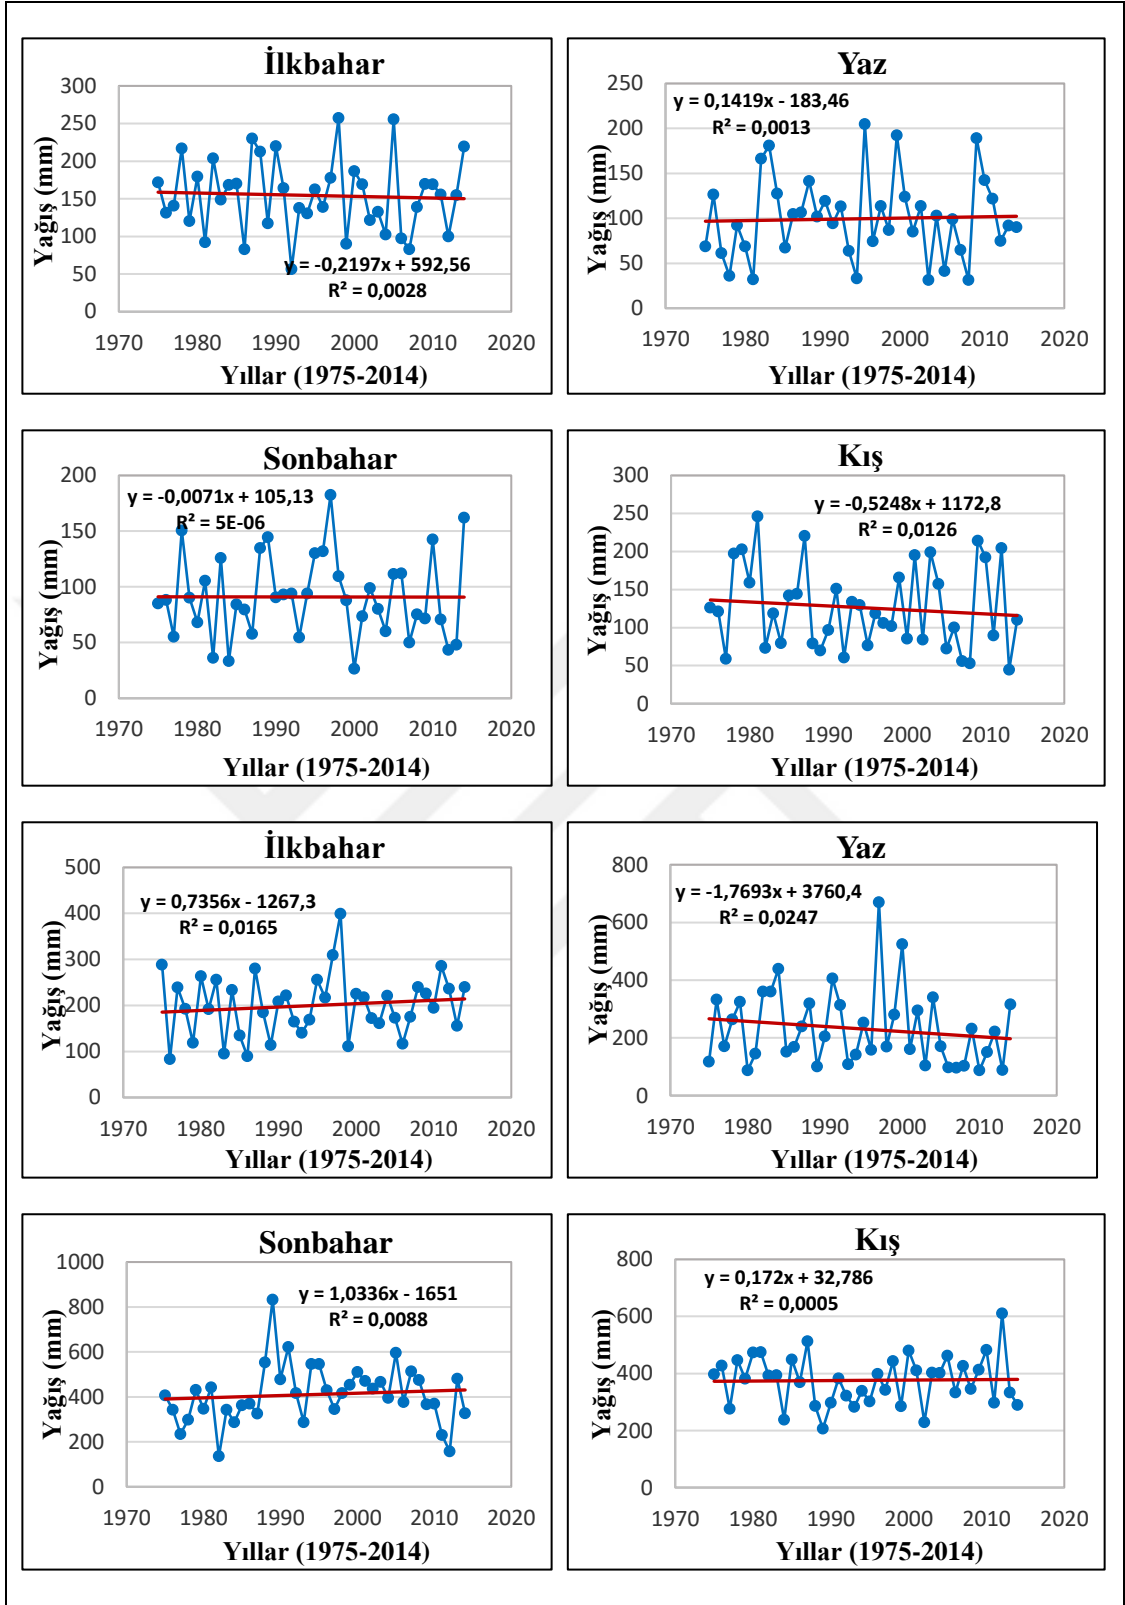 İlkbahar
300
250
200
150
100
50
0
Yağış (mm)
y = -0,2197x + 592,56
R² = 0,0028
1970 1980 1990 2000 2010 2020
Yıllar (1975-2014)
Yaz
250
200
150
100
50
0
Yağış (mm)
y = 0,1419x - 183,46
R² = 0,0013
1970 1980 1990 2000 2010 2020
Yıllar (1975-2014)
Sonbahar
200
150
100
50
0
Yağış (mm)
y = -0,0071x + 105,13
R² = 5E-06
1970 1980 1990 2000 2010 2020
Yıllar (1975-2014)
Kış
300
250
200
150
100
50
0
Yağış (mm)
y = -0,5248x + 1172,8
R² = 0,0126
1970 1980 1990 2000 2010 2020
Yıllar (1975-2014)
İlkbahar
500
400
300
200
100
0
Yağış (mm)
y = 0,7356x - 1267,3
R² = 0,0165
1970 1980 1990 2000 2010 2020
Yıllar (1975-2014)
Yaz
800
600
400
200
0
Yağış (mm)
y = -1,7693x + 3760,4
R² = 0,0247
1970 1980 1990 2000 2010 2020
Yıllar (1975-2014)
Sonbahar
1000
800
600
400
200
0
Yağış (mm)
y = 1,0336x - 1651
R² = 0,0088
1970 1980 1990 2000 2010 2020
Yıllar (1975-2014)
Kış
800
600
400
200
0
Yağış (mm)
y = 0,172x + 32,786
R² = 0,0005
1970 1980 1990 2000 2010 2020
Yıllar (1975-2014)